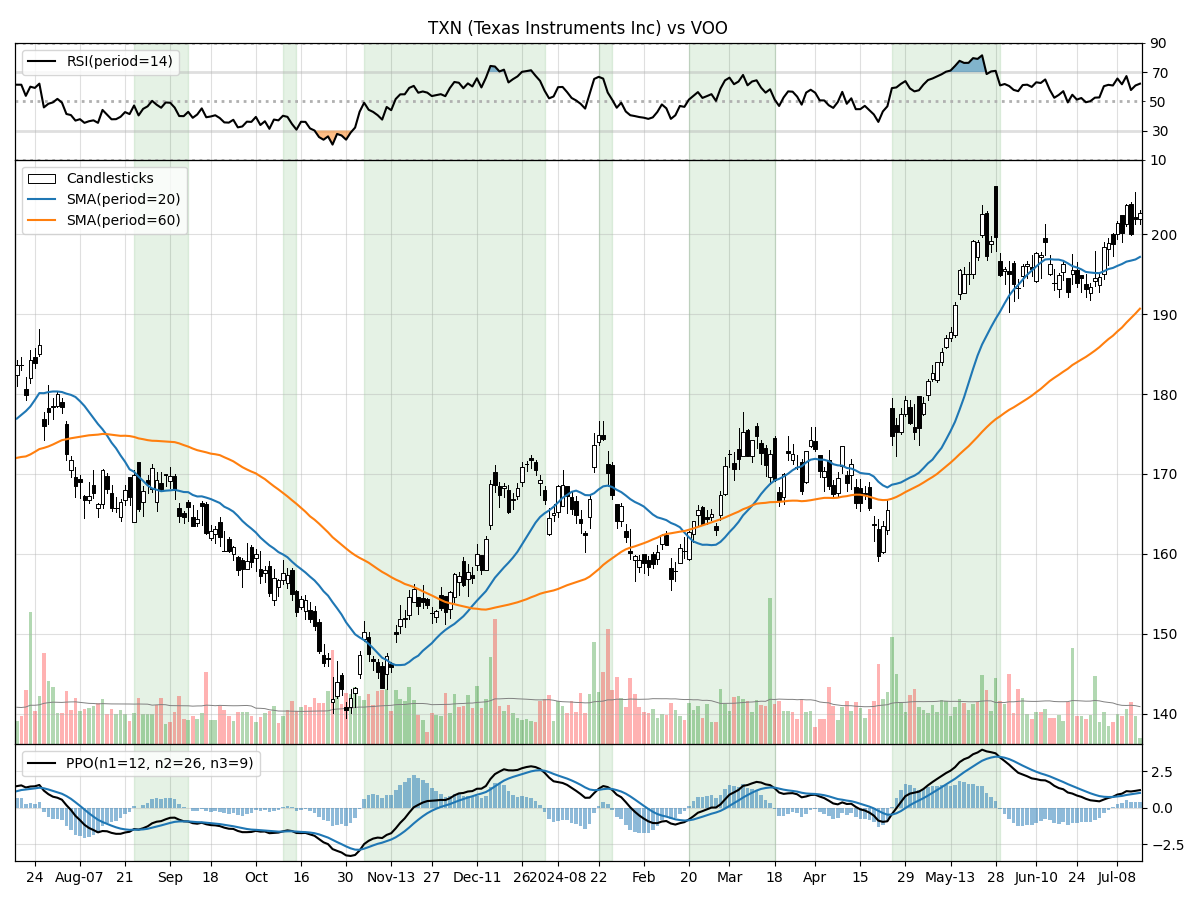 TXN (Texas Instruments Inc) vs VOO
RSI(period=14)
90
70
50
30
10
Candlesticks
SMA(period=20)
SMA(period=60)
200
190
180
170
160
150
140
PPO(n1=12, n2=26, n3=9)
2.5
0.0
−2.5
24 Aug-07 21 Sep 18 Oct 16 30 Nov-13 27 Dec-11 26 2024-08 22 Feb 20 Mar 18 Apr 15 29 May-13 28 Jun-10 24 Jul-08